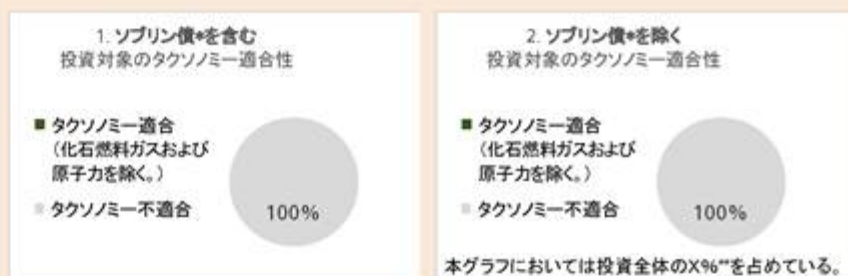 1. ソブリン債*を含む
投資対象のタクソノミー適合性
■ タクソノミー適合
(化石燃料ガスおよび
原子力を除く。)
■ タクソノミー不適合
100%
2. ソブリン債*を除く
投資対象のタクソノミー適合性
■ タクソノミー適合
(化石燃料ガスおよび
原子力を除く。)
■ タクソノミー不適合
100%
本グラフにおいては投資全体のX%**を占めている。